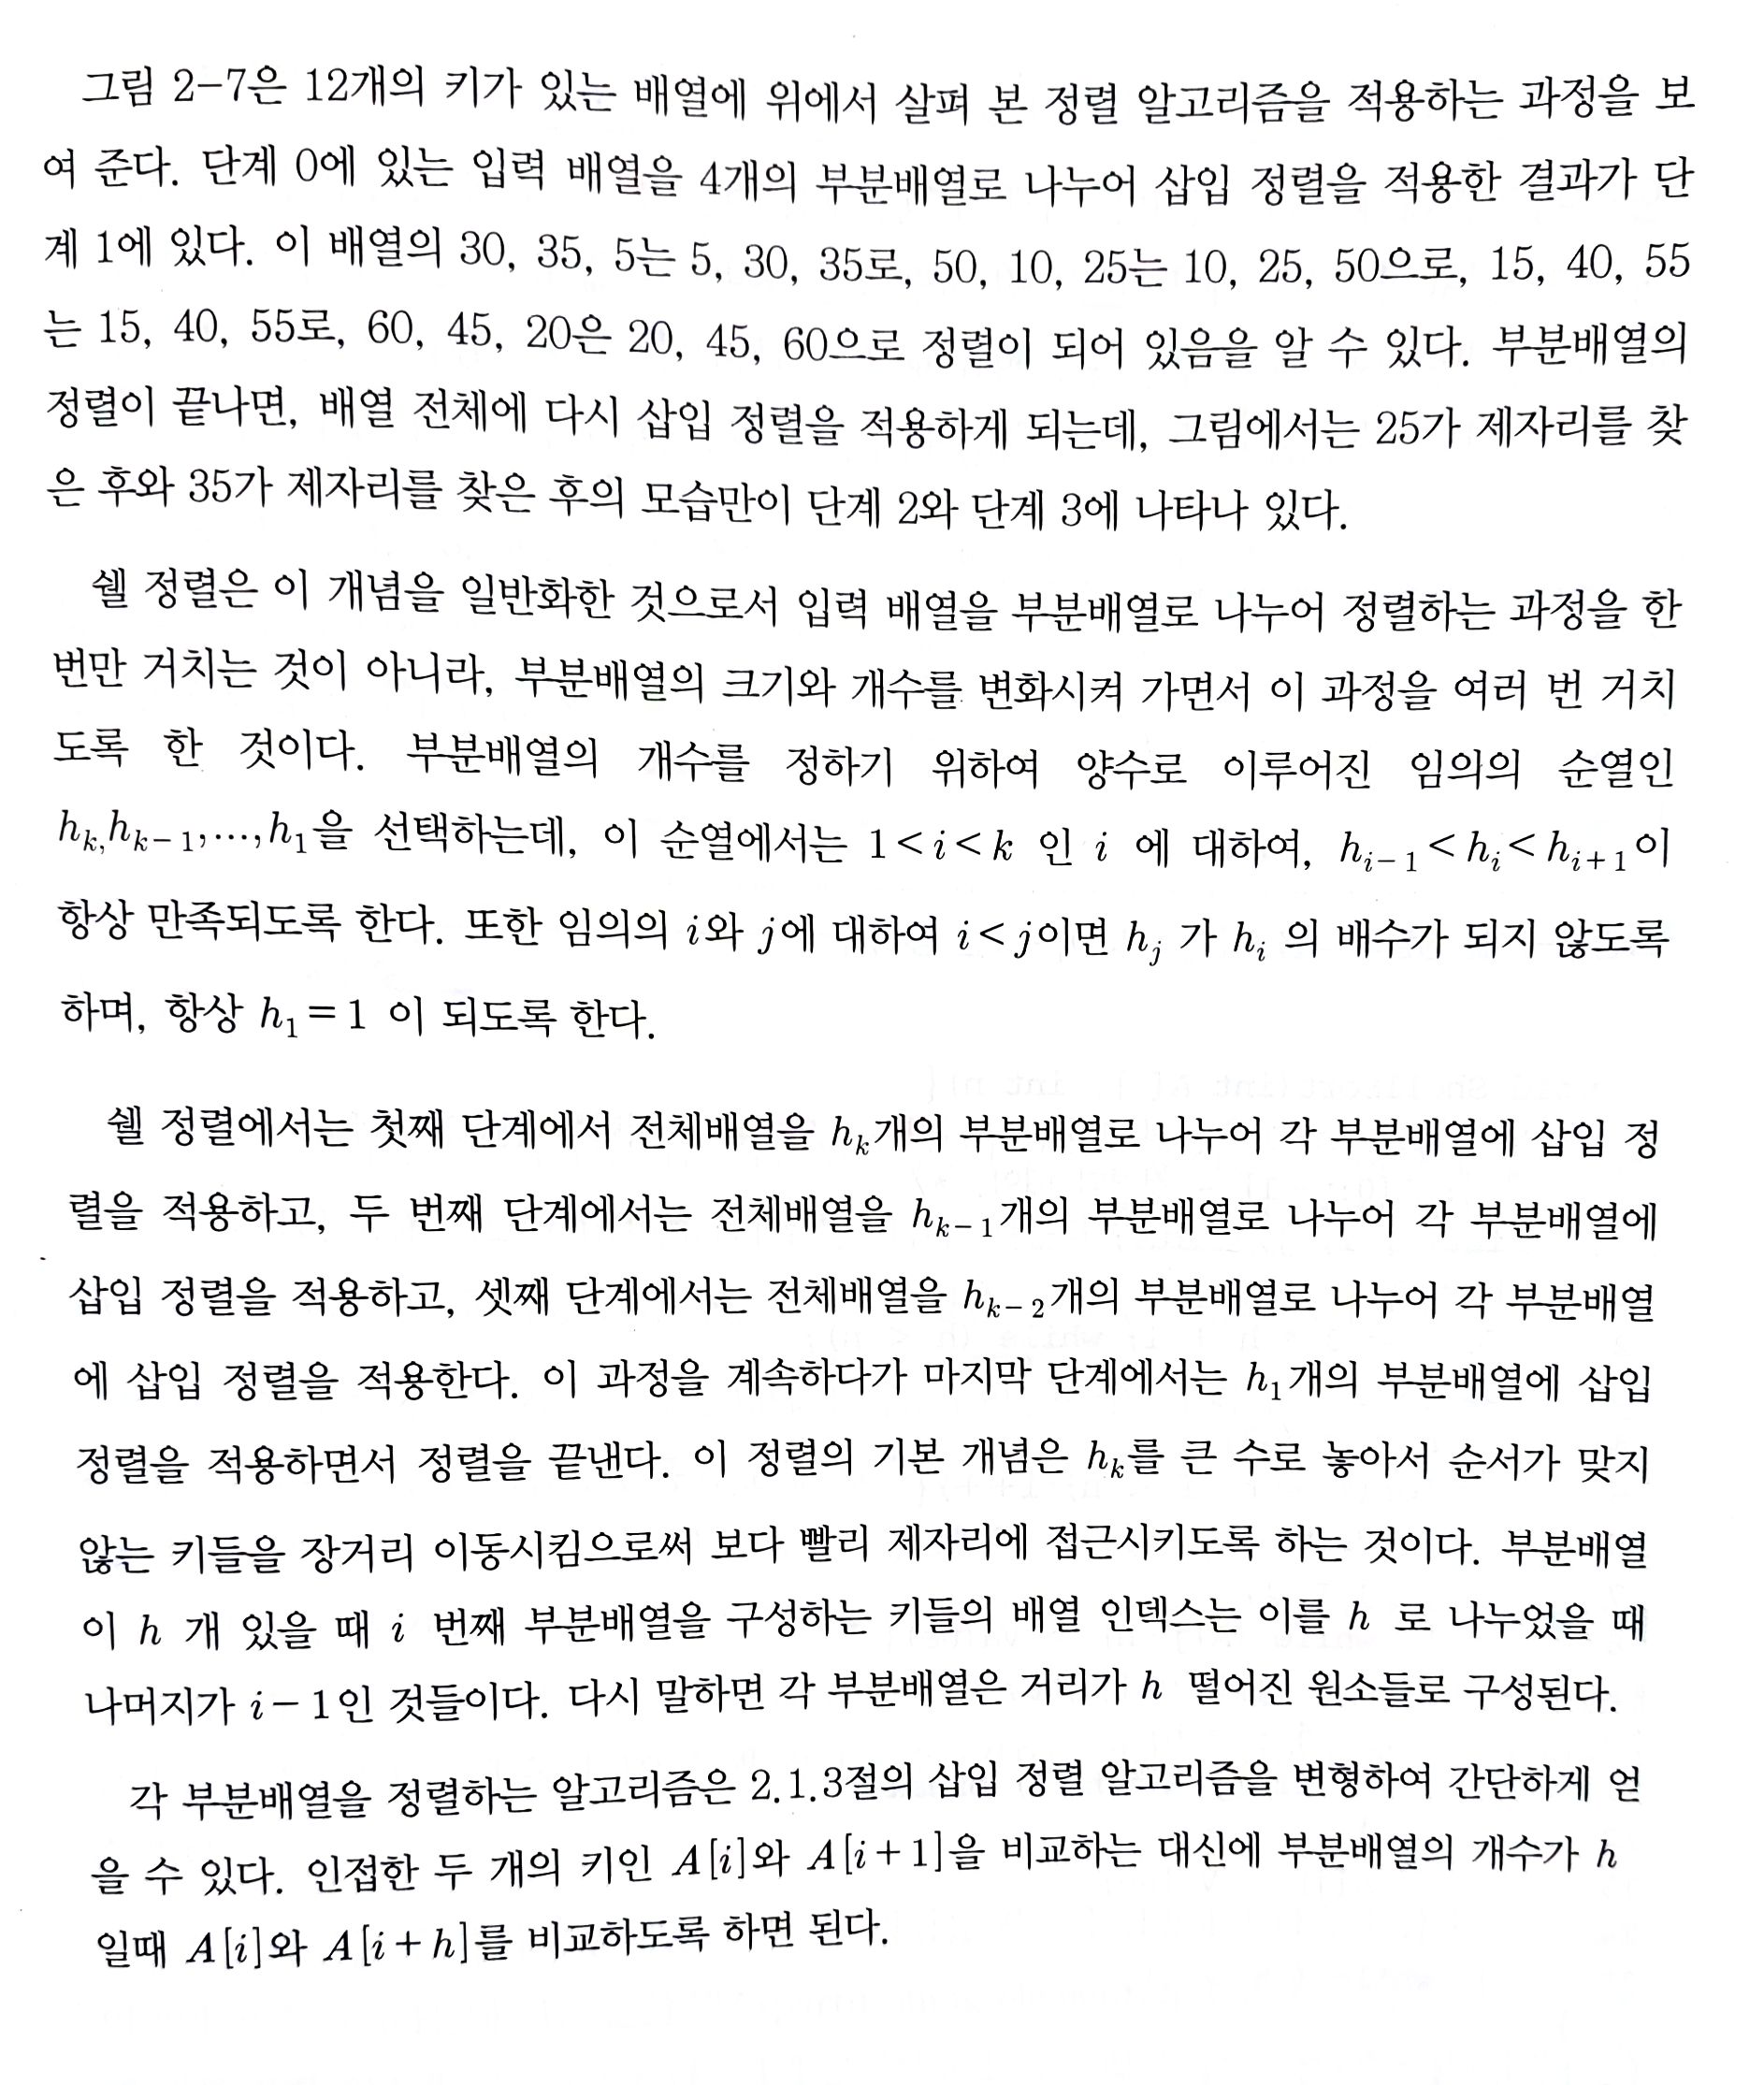 그림 2-7은 12개의 키가 있는 배열에 위에서 살펴 본 정렬 알고리즘을 적용하는 과정을 보
여 준다. 단계 0에 있는 입력 배열을 4개의 부분배열로 나누어 삽입 정렬을 적용한 결과가 단
계 1에 있다. 이 배열의 30, 35, 5는 5, 30, 35로, 50, 10, 25는 10, 25, 50으로, 15, 40, 55
는 15, 40, 55로, 60, 45, 20은 20, 45, 60으로 정렬이 되어 있음을 알 수 있다. 부분배열의
정렬이 끝나면, 배열 전체에 다시 삽입 정렬을 적용하게 되는데, 그림에서는 25가 제자리를 찾
은 후와 35가 제자리를 찾은 후의 모습만이 단계 2와 단계 3에 나타나 있다.
쉘 정렬은 이 개념을 일반화한 것으로서 입력 배열을 부분배열로 나누어 정렬하는 과정을 한
번만 거치는 것이 아니라, 부분배열의 크기와 개수를 변화시켜 가면서 이 과정을 여러 번 거치
도록 한 것이다. 부분배열의 개수를 정하기 위하여 양수로 이루어진 임의의 순열인
h_k, h_{k-1}, ..., h_1을 선택하는데, 이 순열에서는 1 < i < k 인 i 에 대하여, h_{i-1} < h_i < h_{i+1}이
항상 만족되도록 한다. 또한 임의의 i와 j에 대하여 i < j이면 h_j 가 h_i 의 배수가 되지 않도록
하며, 항상 h_1 = 1 이 되도록 한다.
쉘 정렬에서는 첫째 단계에서 전체배열을 h_k개의 부분배열로 나누어 각 부분배열에 삽입 정
렬을 적용하고, 두 번째 단계에서는 전체배열을 h_{k-1}개의 부분배열로 나누어 각 부분배열에
삽입 정렬을 적용하고, 셋째 단계에서는 전체배열을 h_{k-2}개의 부분배열로 나누어 각 부분배열
에 삽입 정렬을 적용한다. 이 과정을 계속하다가 마지막 단계에서는 h_1개의 부분배열에 삽입
정렬을 적용하면서 정렬을 끝낸다. 이 정렬의 기본 개념은 h_k를 큰 수로 놓아서 순서가 맞지
않는 키들을 장거리 이동시킴으로써 보다 빨리 제자리에 접근시키도록 하는 것이다. 부분배열
이 h 개 있을 때 i 번째 부분배열을 구성하는 키들의 배열 인덱스는 이를 h 로 나누었을 때
나머지가 i-1인 것들이다. 다시 말하면 각 부분배열은 거리가 h 떨어진 원소들로 구성된다.
각 부분배열을 정렬하는 알고리즘은 2.1.3절의 삽입 정렬 알고리즘을 변형하여 간단하게 얻
을 수 있다. 인접한 두 개의 키인 A[i]와 A[i+1]을 비교하는 대신에 부분배열의 개수가 h
일때 A[i]와 A[i+h]를 비교하도록 하면 된다.